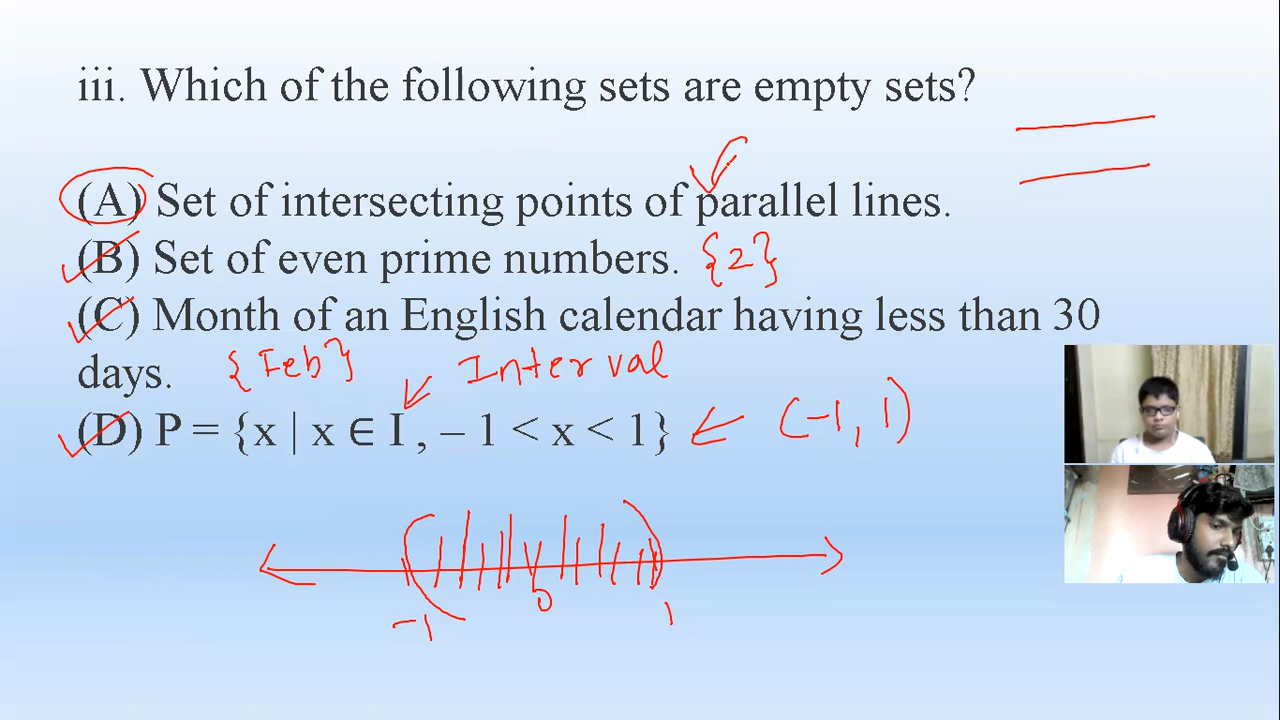 iii. Which of the following sets are empty sets?
(A) Set of intersecting points of parallel lines.
(B) Set of even prime numbers. {2}
(C) Month of an English calendar having less than 30
days. {Feb} Interval
(D) P = {x | x ∈ I , – 1 < x < 1} (-1, 1)
-1 0 1